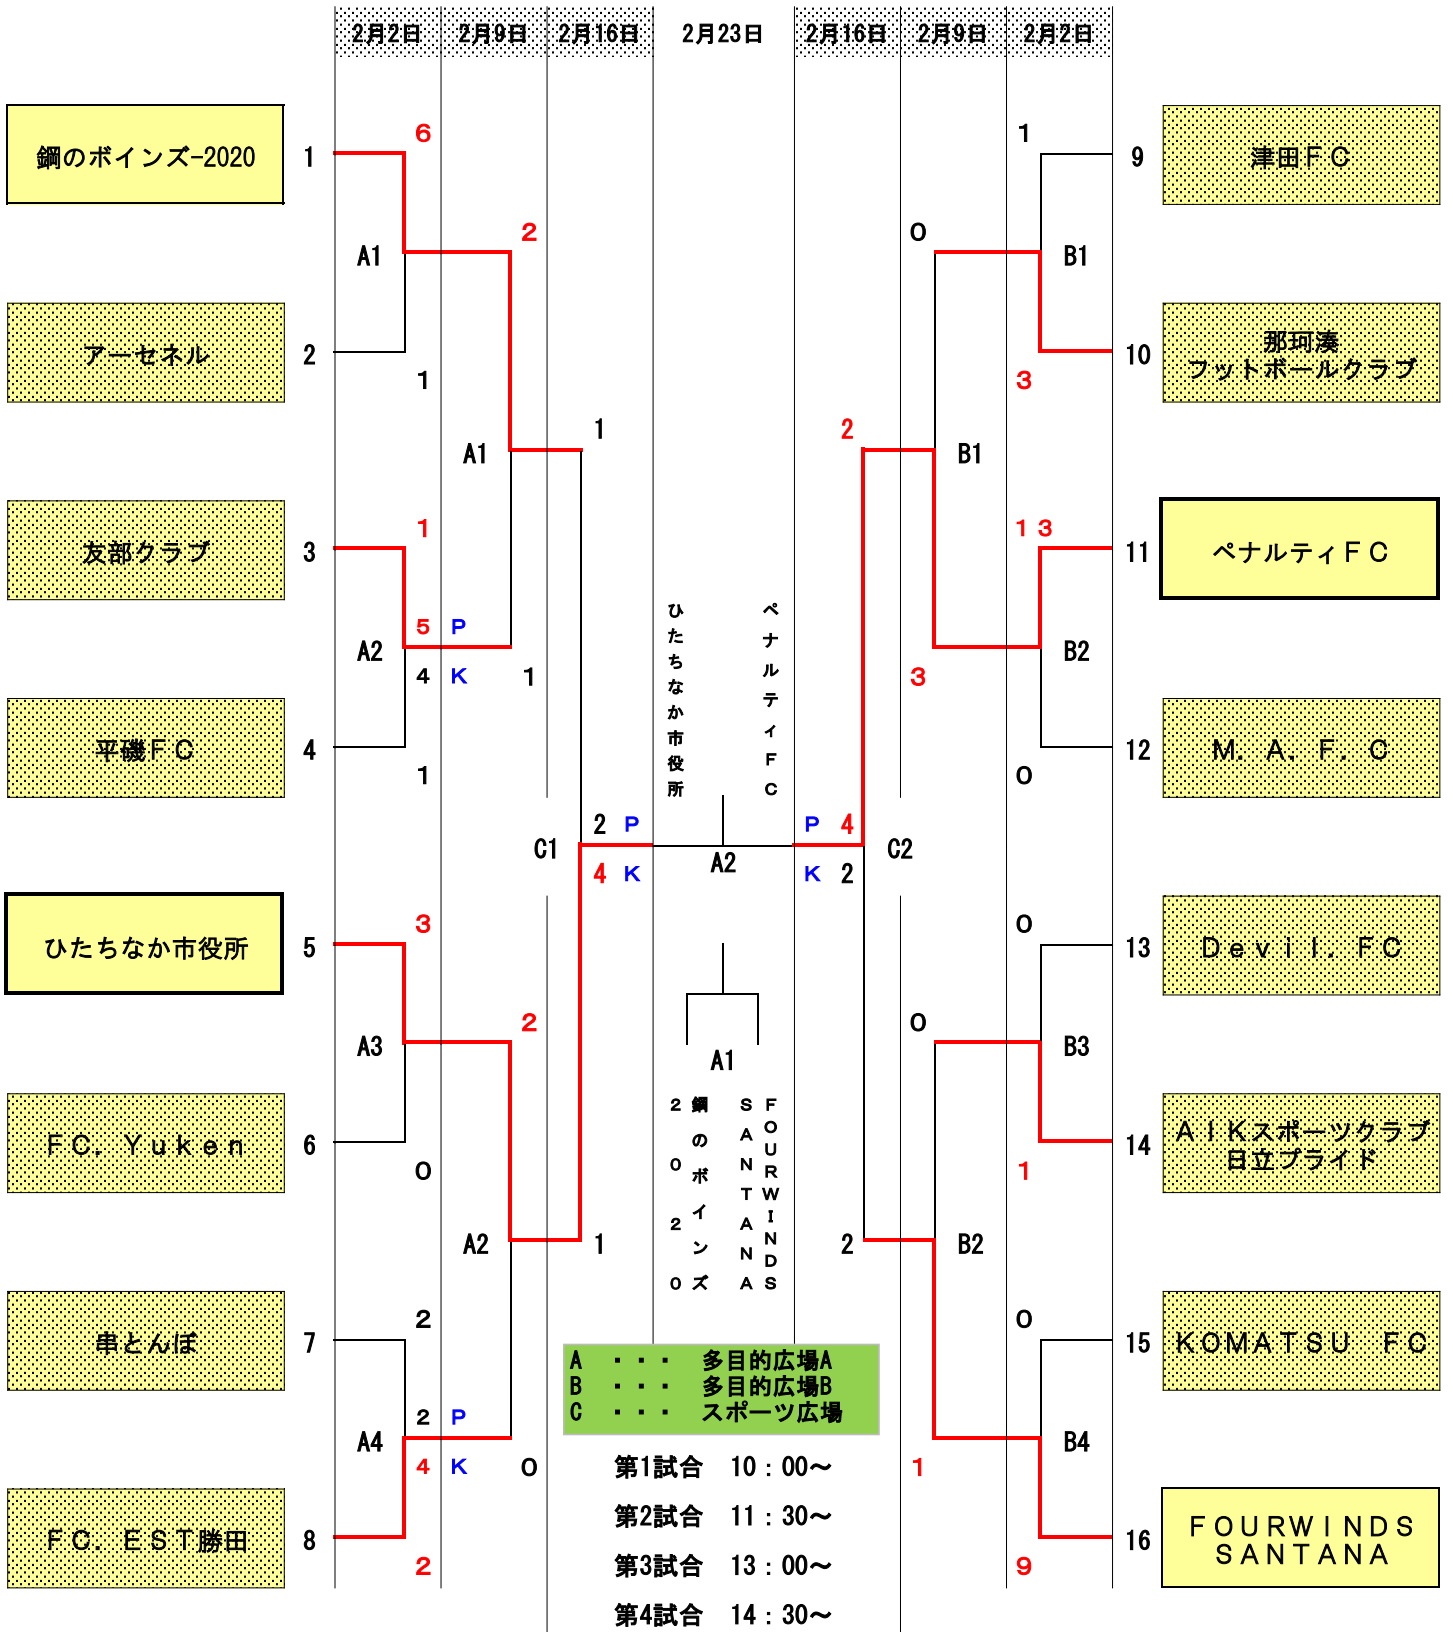 2月2日 2月9日 2月16日 2月23日 2月16日 2月9日 2月2日
6 1
鋼のボインズ-2020 1 9 津田ＦＣ
2 0
A1 B1
アーセネル 2 10 那珂湊
フットボールクラブ
1 3
1 2
A1 B1
1 13
友部クラブ 3 11 ペナルティＦＣ
5 P
A2 B2
4 K 1 3
ひたちなか市役所 ペナルティＦＣ
平磯ＦＣ 4 12 Ｍ．Ａ．Ｆ．Ｃ
1 0
2 P P 4
C1 A2 C2
4 K K 2
3 0
ひたちなか市役所 5 13 Ｄｅｖｉｌ．ＦＣ
2 0
A3 A1 B3
鋼のボインズ
2020
FOURWINDS
SANTANA
ＦＣ．Ｙｕｋｅｎ 6 14 ＡＩＫスポーツクラブ
日立プライド
0 1
A2 1 2 B2
2 0
串とんぼ 7 15 ＫＯＭＡＴＳＵ　ＦＣ
A ・・・ 多目的広場A
B ・・・ 多目的広場B
C ・・・ スポーツ広場
2 P
A4 B4
4 K 0 1
第1試合 10：00～
第2試合 11：30～
ＦＣ．ＥＳＴ勝田 8 16 ＦＯＵＲＷＩＮＤＳ
ＳＡＮＴＡＮＡ
2 9
第3試合 13：00～
第4試合 14：30～